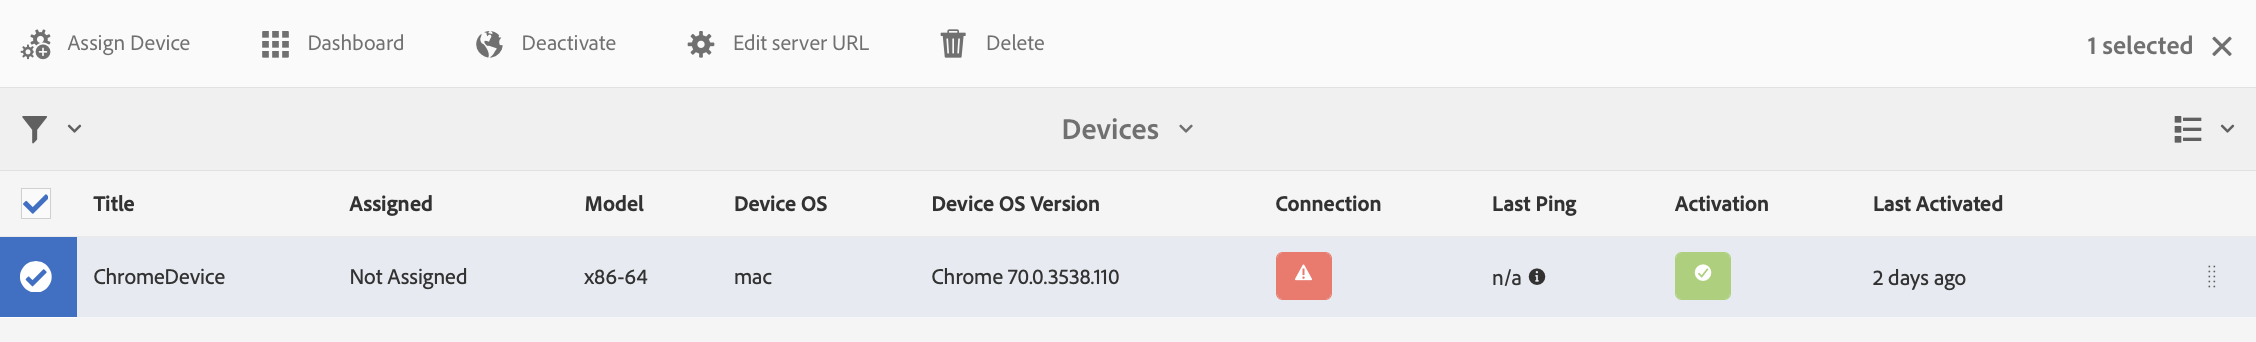 Assign Device Dashboard Deactivate Edit server URL Delete 1 selected
Devices
Title Assigned Model Device OS Device OS Version Connection Last Ping Activation Last Activated
ChromeDevice Not Assigned x86-64 mac Chrome 70.0.3538.110 n/a 2 days ago